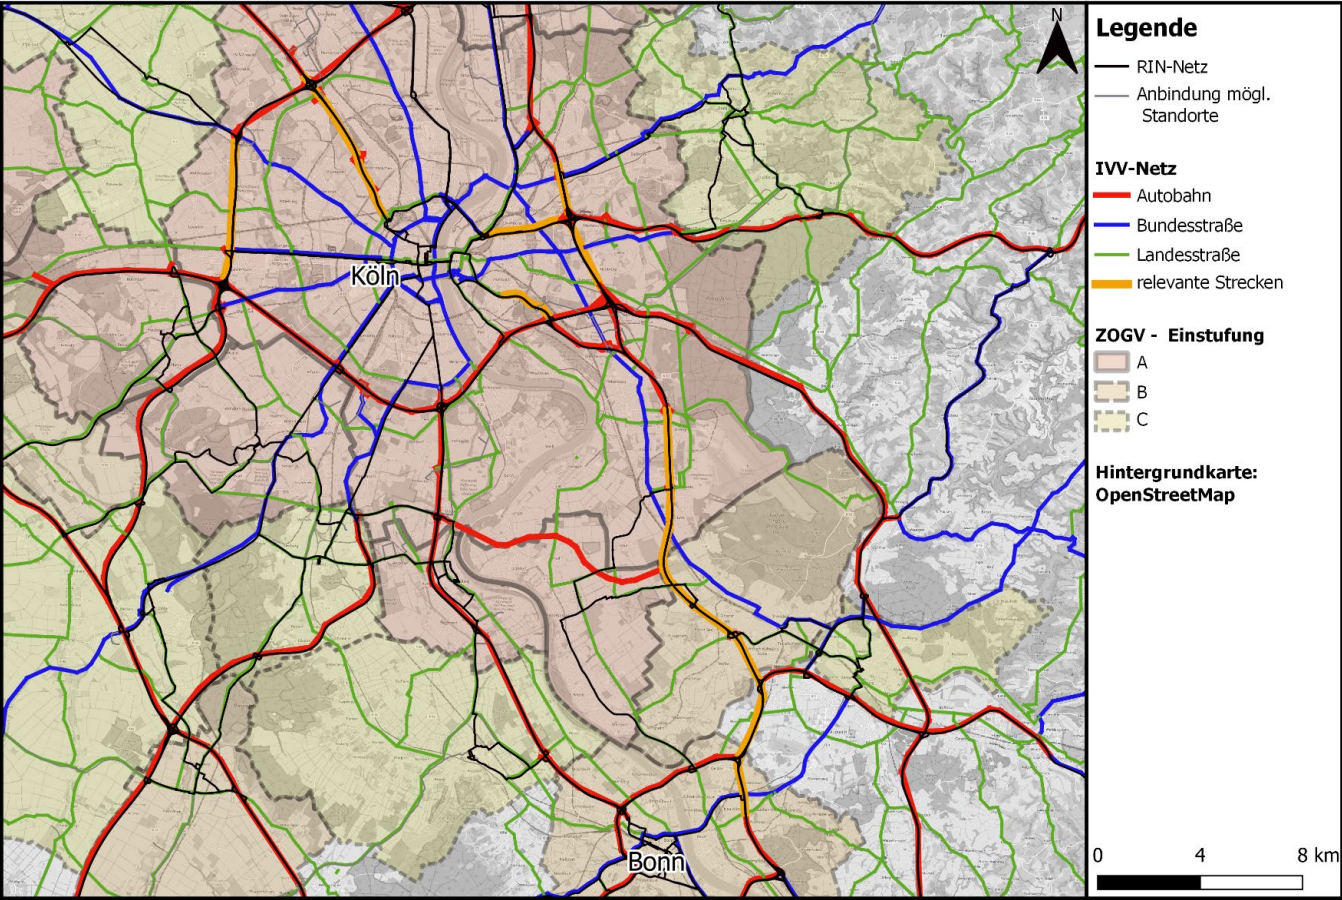 N
Köln
Bonn
Legende
RIN-Netz
Anbindung mögl.
Standorte
IVV-Netz
Autobahn
Bundesstraße
Landesstraße
relevante Strecken
ZOGV - Einstufung
A
B
C
Hintergrundkarte:
OpenStreetMap
0 4 8 km